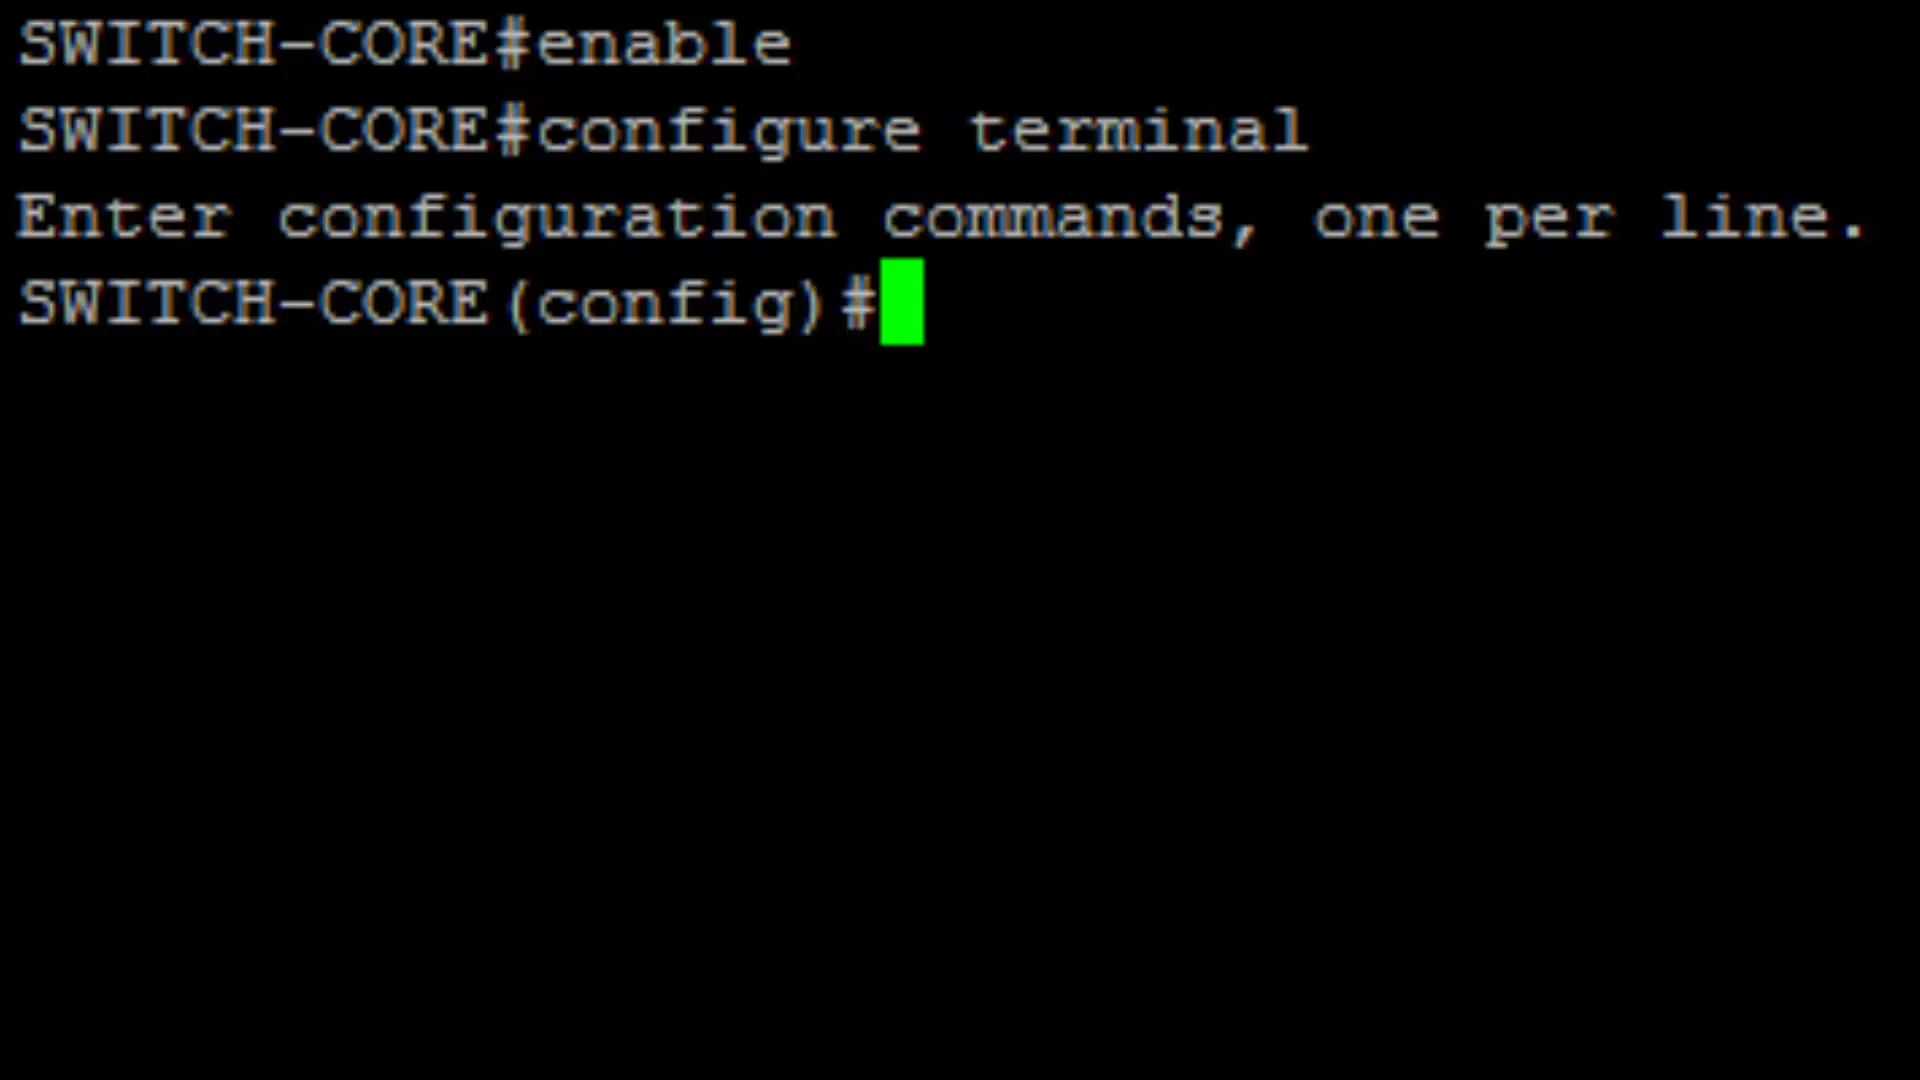 SWITCH-CORE#enable
SWITCH-CORE#configure terminal
Enter configuration commands, one per line.
SWITCH-CORE(config)#